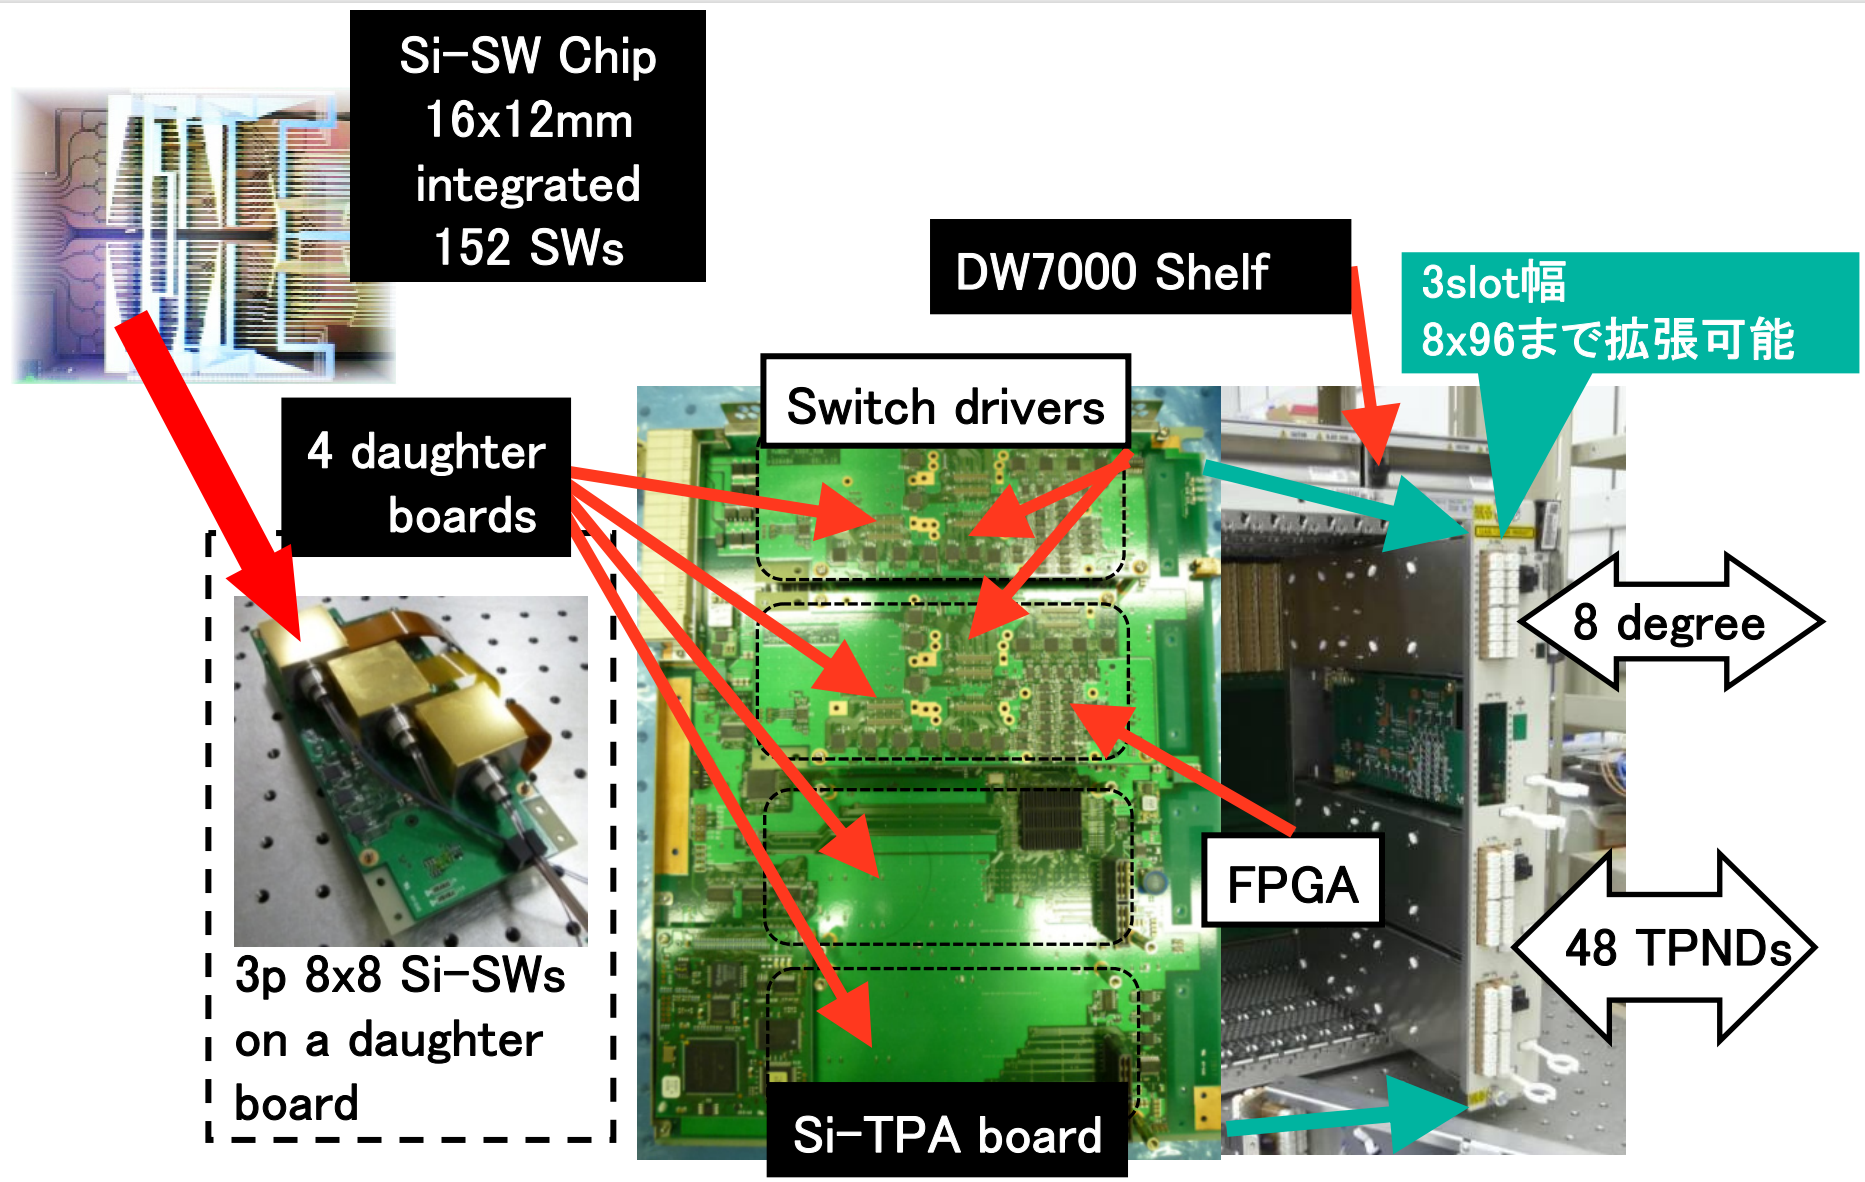 Si-SW Chip
16x12mm
integrated
152 SWs
DW7000 Shelf
3slot幅
8x96まで拡張可能
Switch drivers
4 daughter
boards
8 degree
FPGA
48 TPNDs
3p 8x8 Si-SWs
on a daughter
board
Si-TPA board